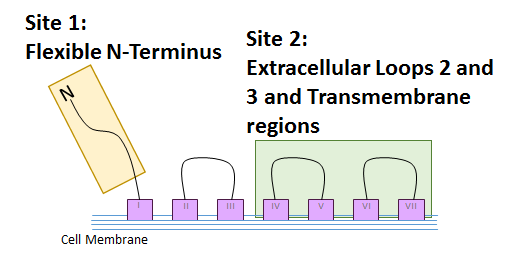 Site 1:
Flexible N-Terminus
Site 2:
Extracellular Loops 2 and
3 and Transmembrane
regions
N
I II III IV V VI VII
Cell Membrane